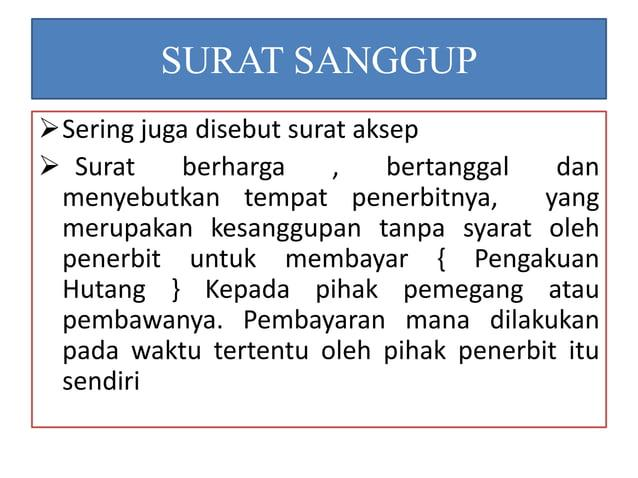 SURAT SANGGUP
➢Sering juga disebut surat aksep
➢ Surat berharga , bertanggal dan
menyebutkan tempat penerbitnya, yang
merupakan kesanggupan tanpa syarat oleh
penerbit untuk membayar { Pengakuan
Hutang } Kepada pihak pemegang atau
pembawanya. Pembayaran mana dilakukan
pada waktu tertentu oleh pihak penerbit itu
sendiri